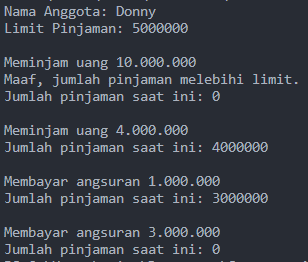 Nama Anggota: Donny
Limit Pinjaman: 5000000
Meminjam uang 10.000.000
Maaf, jumlah pinjaman melebihi limit.
Jumlah pinjaman saat ini: 0
Meminjam uang 4.000.000
Jumlah pinjaman saat ini: 4000000
Membayar angsuran 1.000.000
Jumlah pinjaman saat ini: 3000000
Membayar angsuran 3.000.000
Jumlah pinjaman saat ini: 0